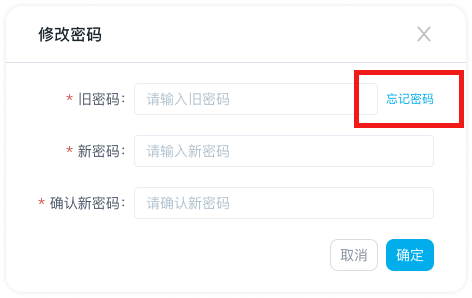 修改密码
* 旧密码： 请输入旧密码 忘记密码
* 新密码： 请输入新密码
* 确认新密码： 请确认新密码
取消 确定